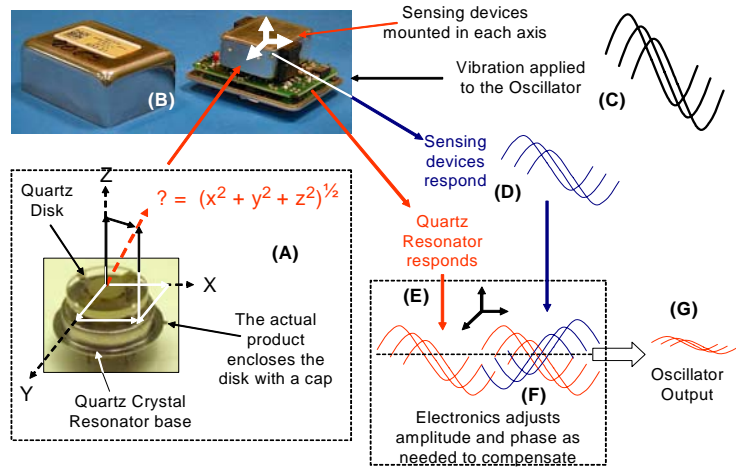 Sensing devices
mounted in each axis
(B)
Vibration applied
to the Oscillator
(C)
Sensing
devices
respond
(D)
Quartz
Disk
Z
? = (x² + y² + z²)½
(A)
X
Y
The actual
product
encloses the
disk with a cap
Quartz Crystal
Resonator base
Quartz
Resonator
responds
(E)
(F)
Electronics adjusts
amplitude and phase as
needed to compensate
(G)
Oscillator
Output